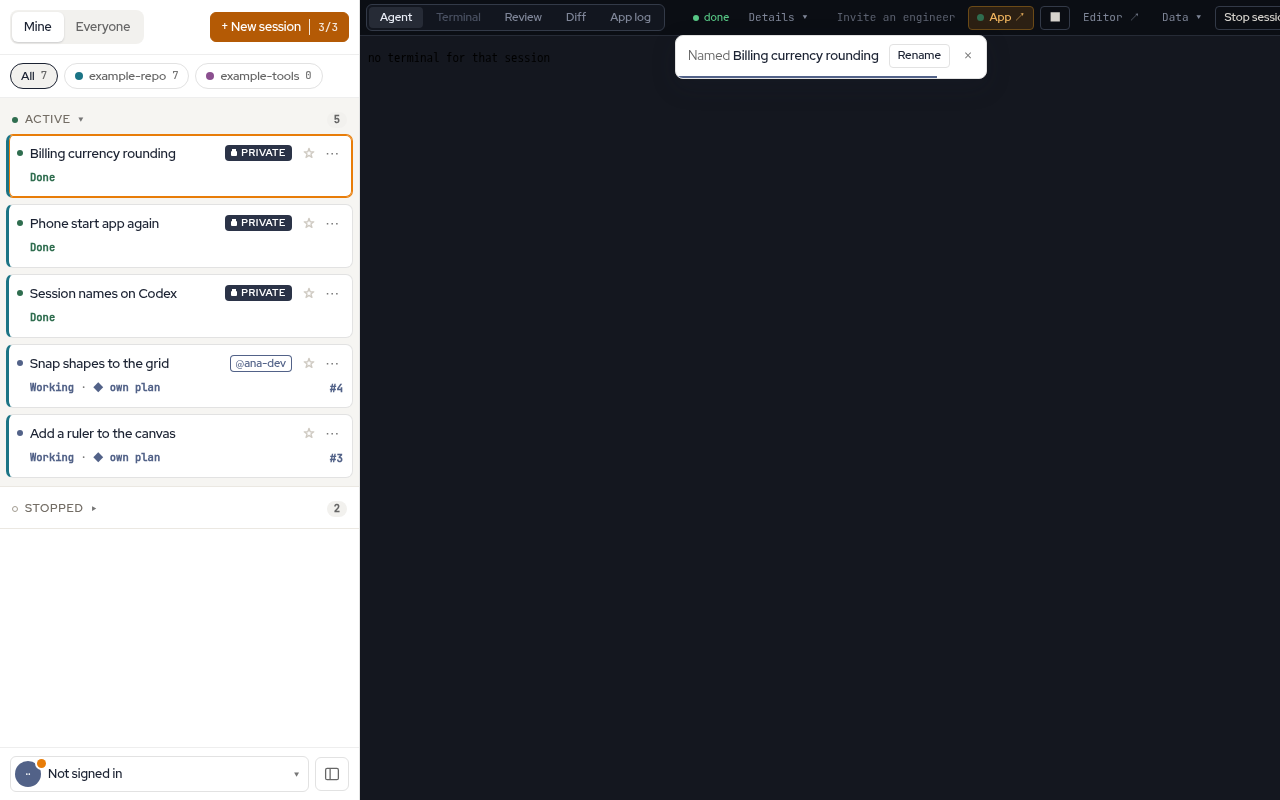 Mine Everyone + New session 3/3
All 7 example-repo 7 example-tools 0
ACTIVE 5
Billing currency rounding PRIVATE
Done
Phone start app again PRIVATE
Done
Session names on Codex PRIVATE
Done
Snap shapes to the grid @ana-dev
Working · ◆ own plan #4
Add a ruler to the canvas
Working · ◆ own plan #3
STOPPED 2
Not signed in
Agent Terminal Review Diff App log done Details Invite an engineer App ↗ Editor ↗ Data Stop sessio
no terminal for that session
Named Billing currency rounding Rename ×